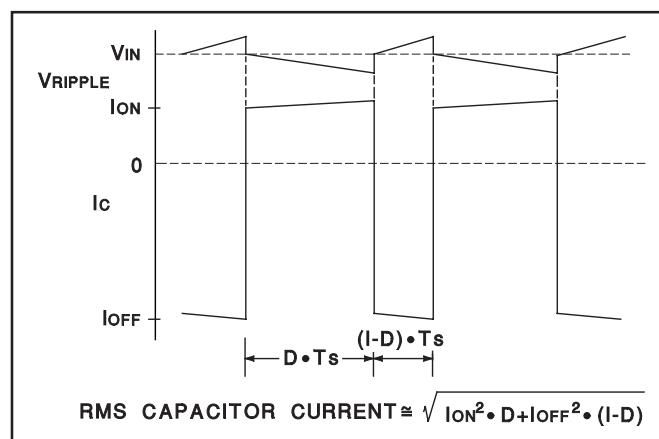 VIN
VRIPPLE
ION
0
IC
IOFF
(I-D)•TS
D•TS
RMS CAPACITOR CURRENT≅ √ION²•D+IOFF²•(I-D)